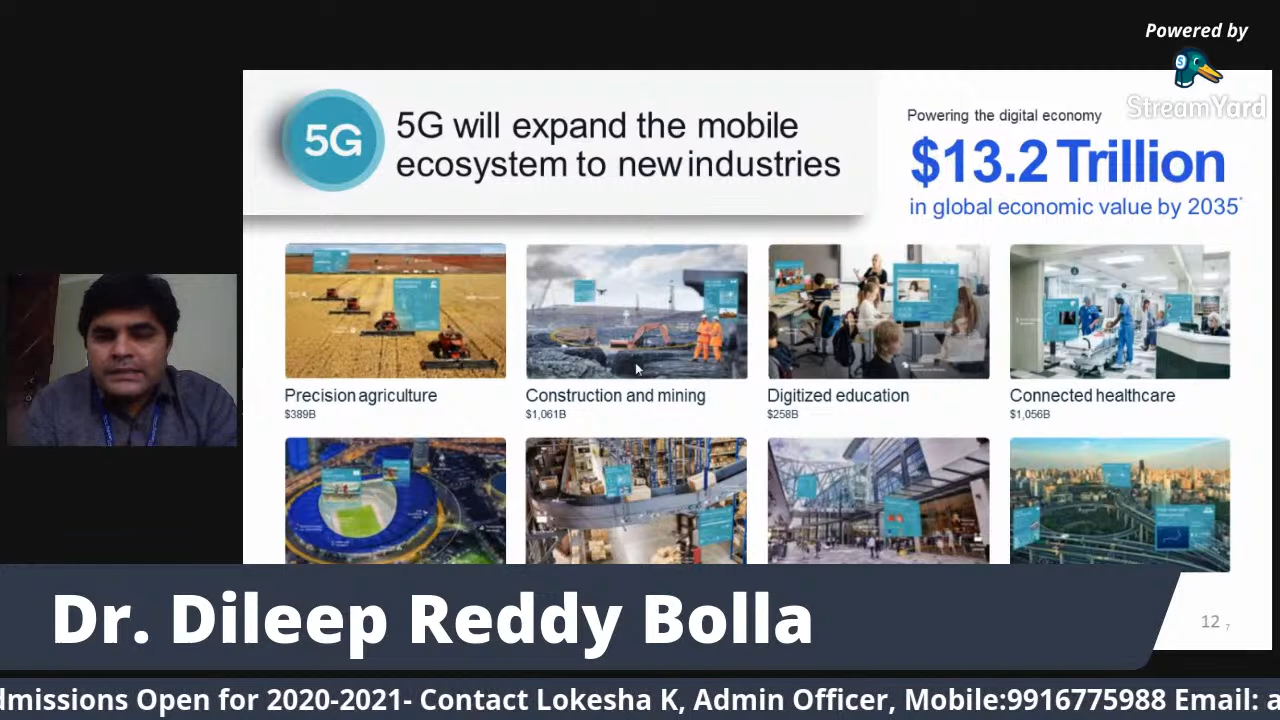 Powered by
StreamYard
5G
5G will expand the mobile
ecosystem to new industries
Powering the digital economy
$13.2 Trillion
in global economic value by 2035*
Precision agriculture
$389B
Construction and mining
$1,061B
Digitized education
$258B
Connected healthcare
$1,056B
Dr. Dileep Reddy Bolla
12
7
dmissions Open for 2020-2021- Contact Lokesha K, Admin Officer, Mobile:9916775988 Email: a